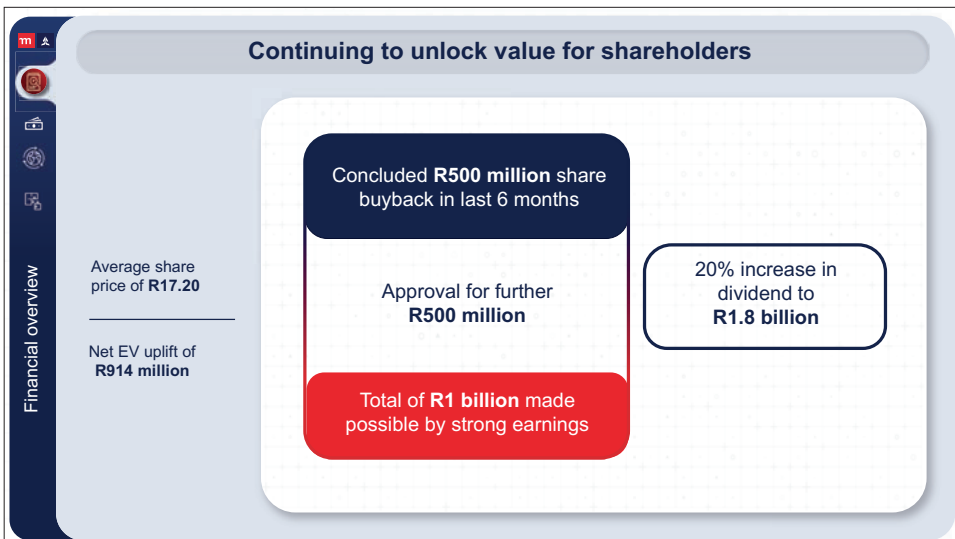 m
Continuing to unlock value for shareholders
Financial overview
Average share
price of R17.20
Net EV uplift of
R914 million
Concluded R500 million share
buyback in last 6 months
Approval for further
R500 million
Total of R1 billion made
possible by strong earnings
20% increase in
dividend to
R1.8 billion